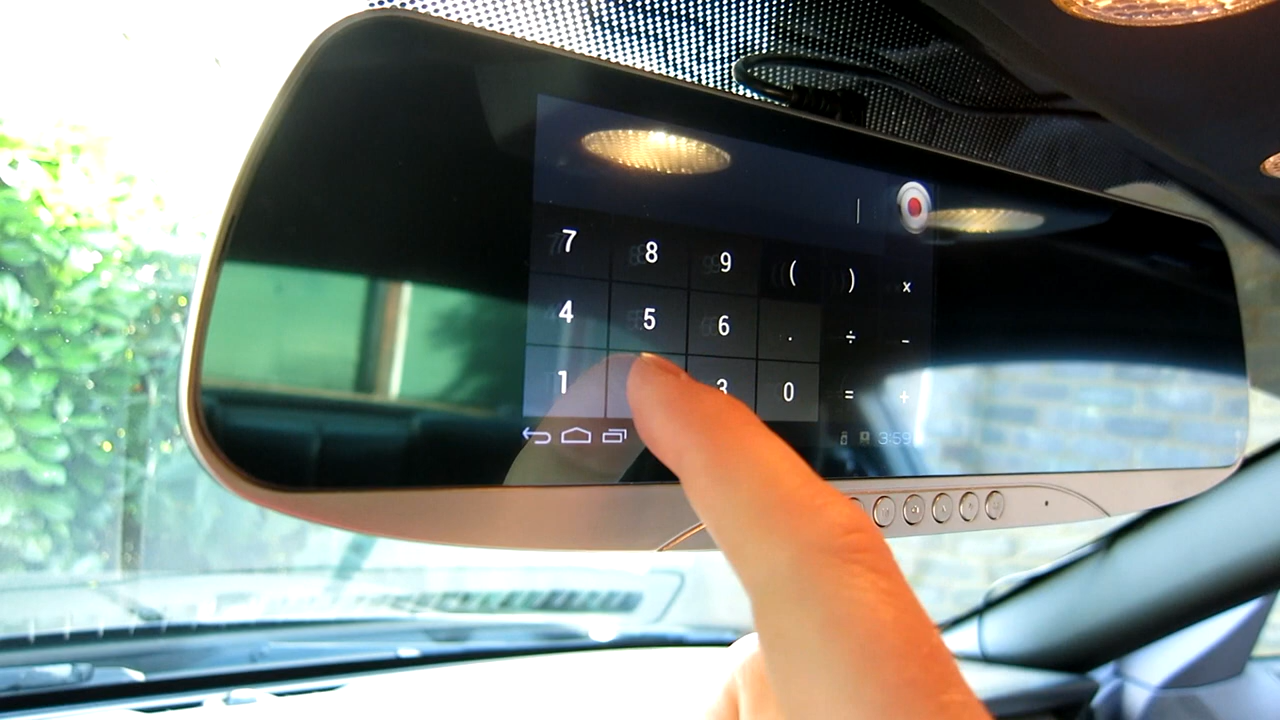 7 8 9 ( ) ×
4 5 6 . ÷ −
1 3 0 = +
3:59